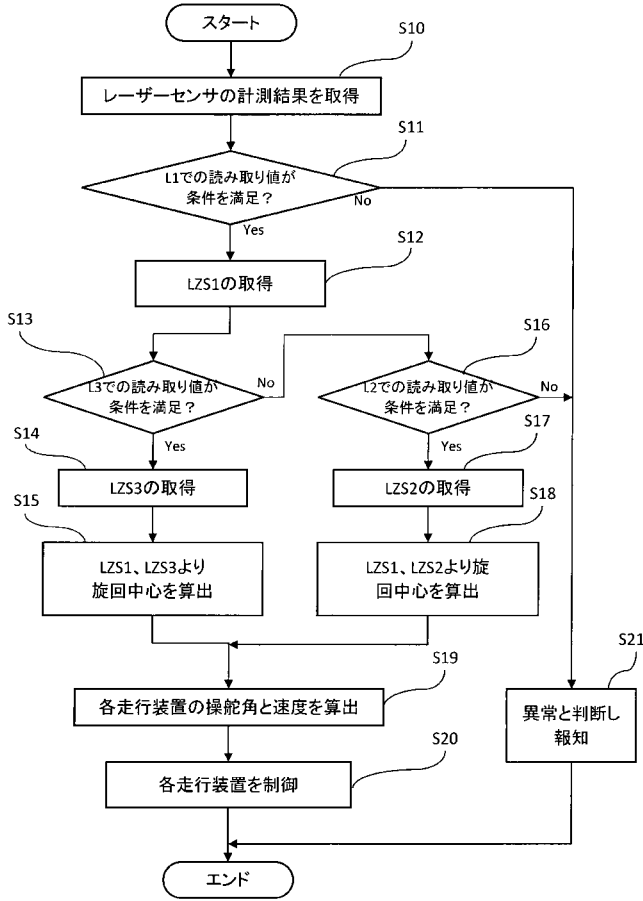 スタート
S10
レーザーセンサの計測結果を取得
S11
L1での読み取り値が
条件を満足?
No
Yes
S12
LZS1の取得
S13
L3での読み取り値が
条件を満足?
No
Yes
S16
L2での読み取り値が
条件を満足?
No
Yes
S14
LZS3の取得
S17
LZS2の取得
S15
LZS1、LZS3より
旋回中心を算出
S18
LZS1、LZS2より旋
回中心を算出
S19
各走行装置の操舵角と速度を算出
S21
異常と判断し
報知
S20
各走行装置を制御
エンド